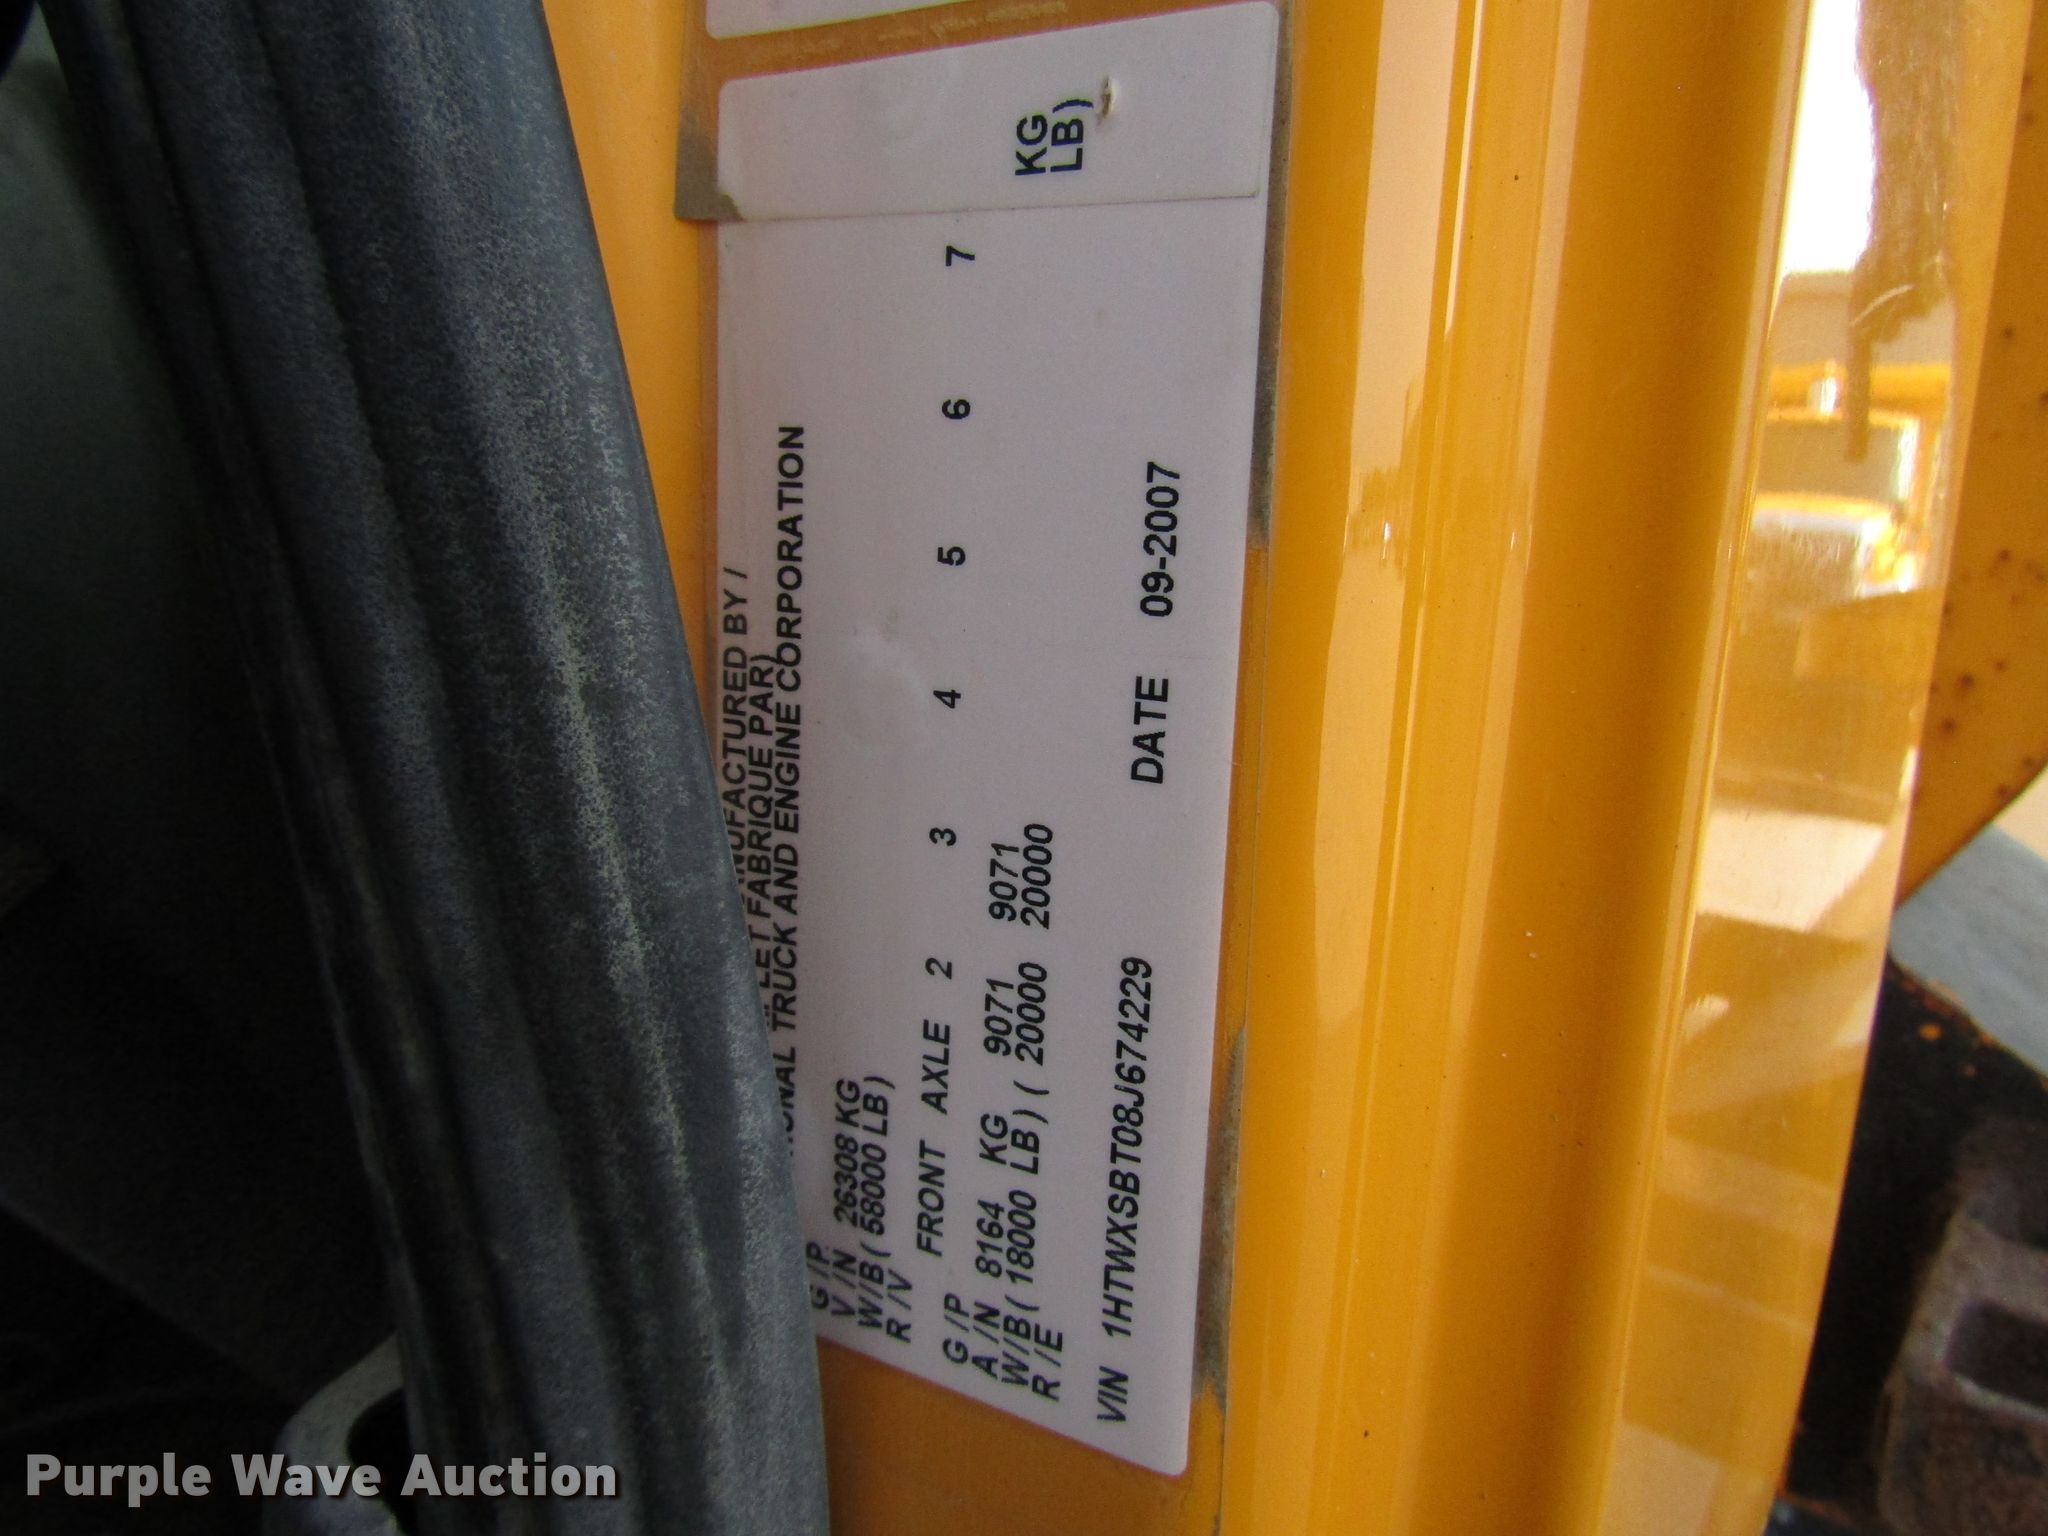 MANUFACTURED BY /
FABRIQUE PAR)
TRUCK AND ENGINE CORPORATION
G/P
V/N 26308 KG
W/B ( 58000 LB )
R/V
FRONT AXLE 2 3 4 5 6 7
G/P
A/N 8164 KG 9071 9071 KG
W/B ( 18000 LB ) ( 20000 20000 LB )
R/E
VIN 1HTWXSBT08J674229 DATE 09-2007
Purple Wave Auction